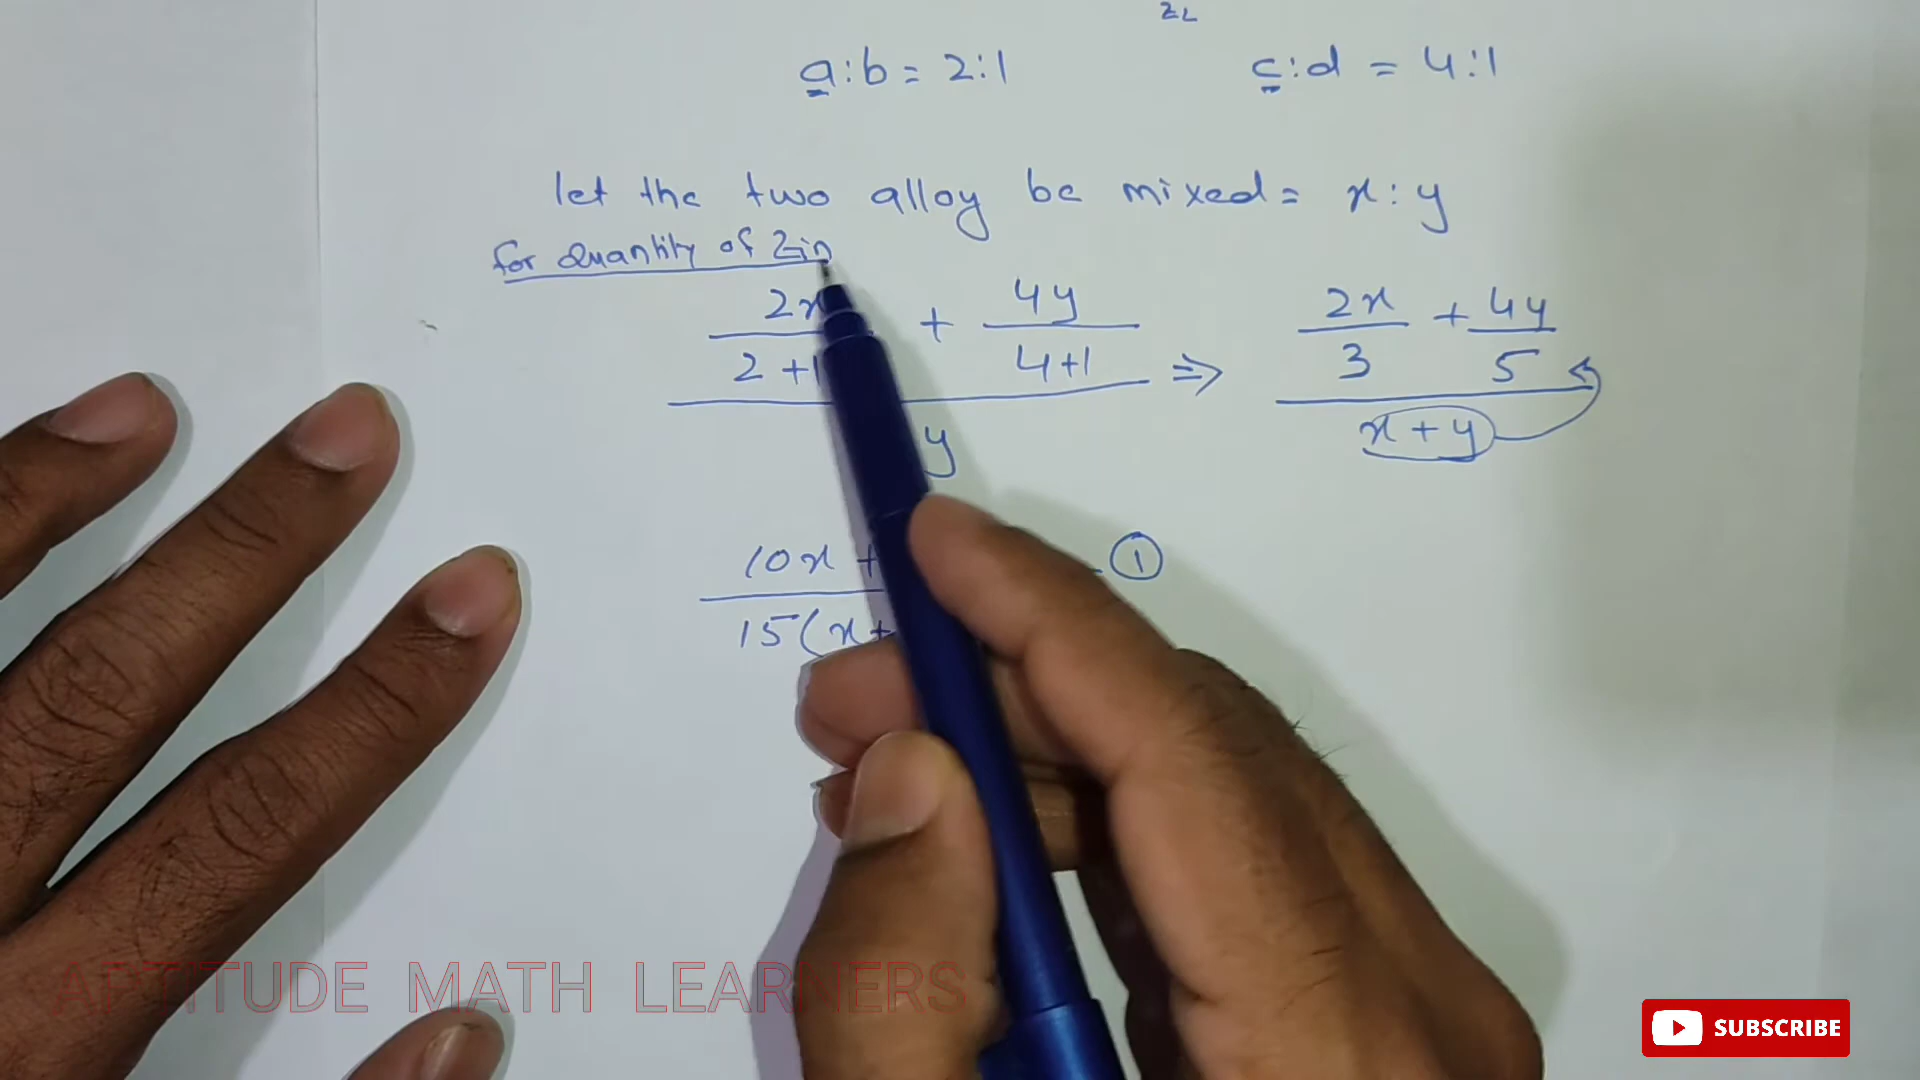 a:b = 2:1 c:d = 4:1
let the two alloy be mixed = x:y
for Quantity of Zin
2x + 4y ⇒ 2x + 4y
2+1 4+1 3 5
y x + y
10x + ①
15(x+
APTITUDE MATH LEARNERS
SUBSCRIBE